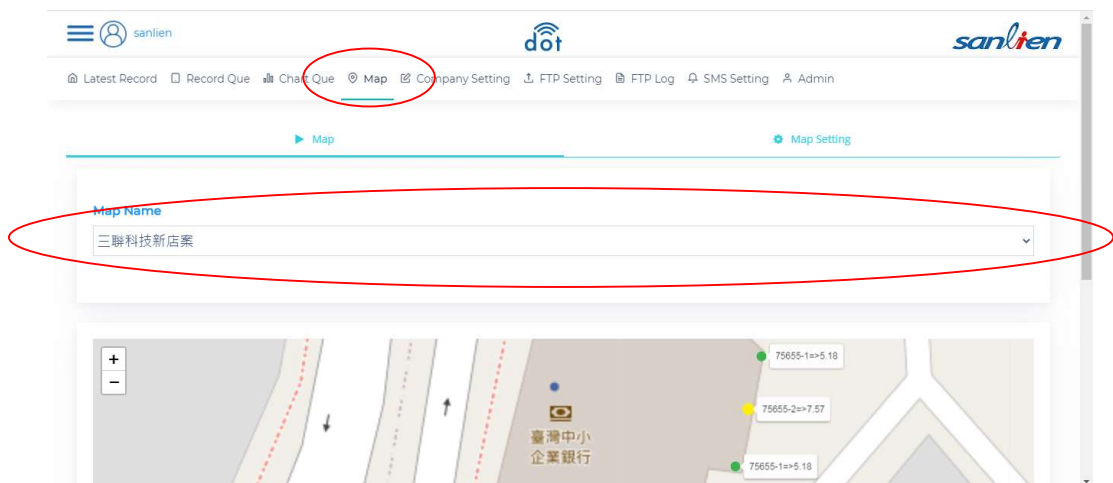 sanlien
dot
sanlien
Latest Record Record Que Chart Que Map Company Setting FTP Setting FTP Log SMS Setting Admin
Map Map Setting
Map Name
三聯科技新店案
+
−
75655-1=>5.18
75655-2=>7.57
臺灣中小
企業銀行
75655-1=>5.18